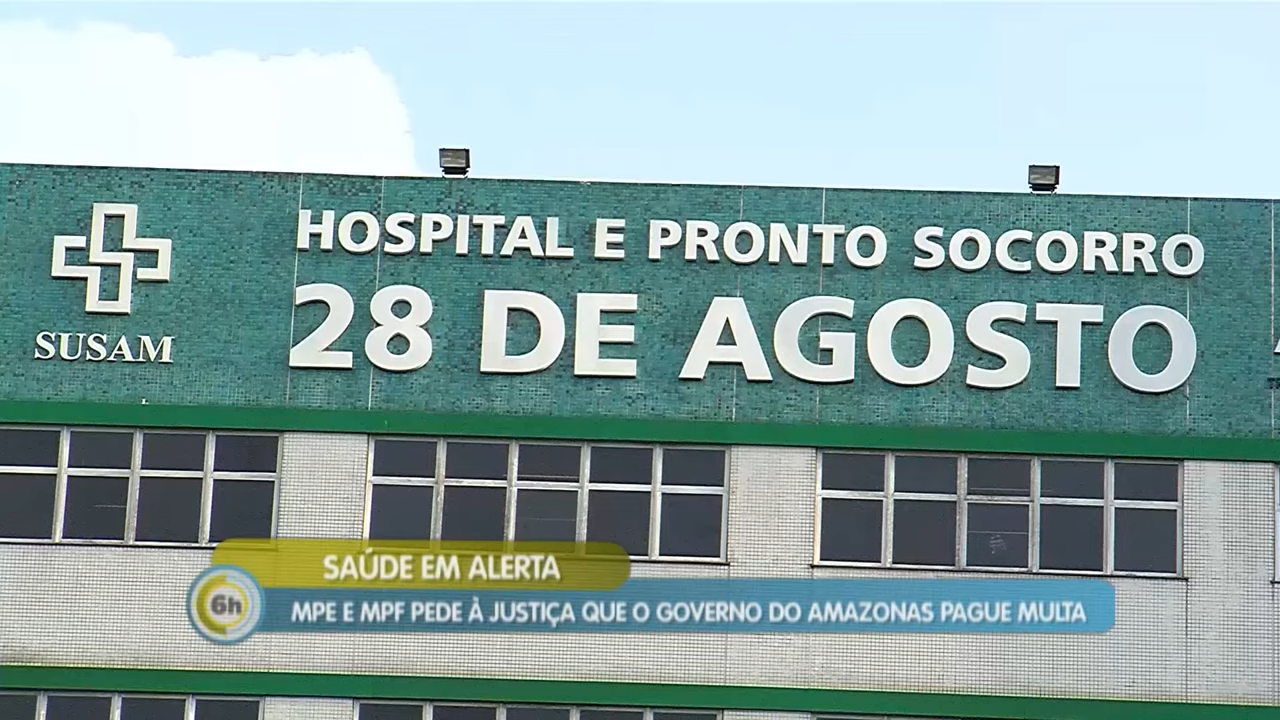 HOSPITAL E PRONTO SOCORRO
28 DE AGOSTO
SUSAM
SAÚDE EM ALERTA
6h
MPE E MPF PEDE À JUSTIÇA QUE O GOVERNO DO AMAZONAS PAGUE MULTA